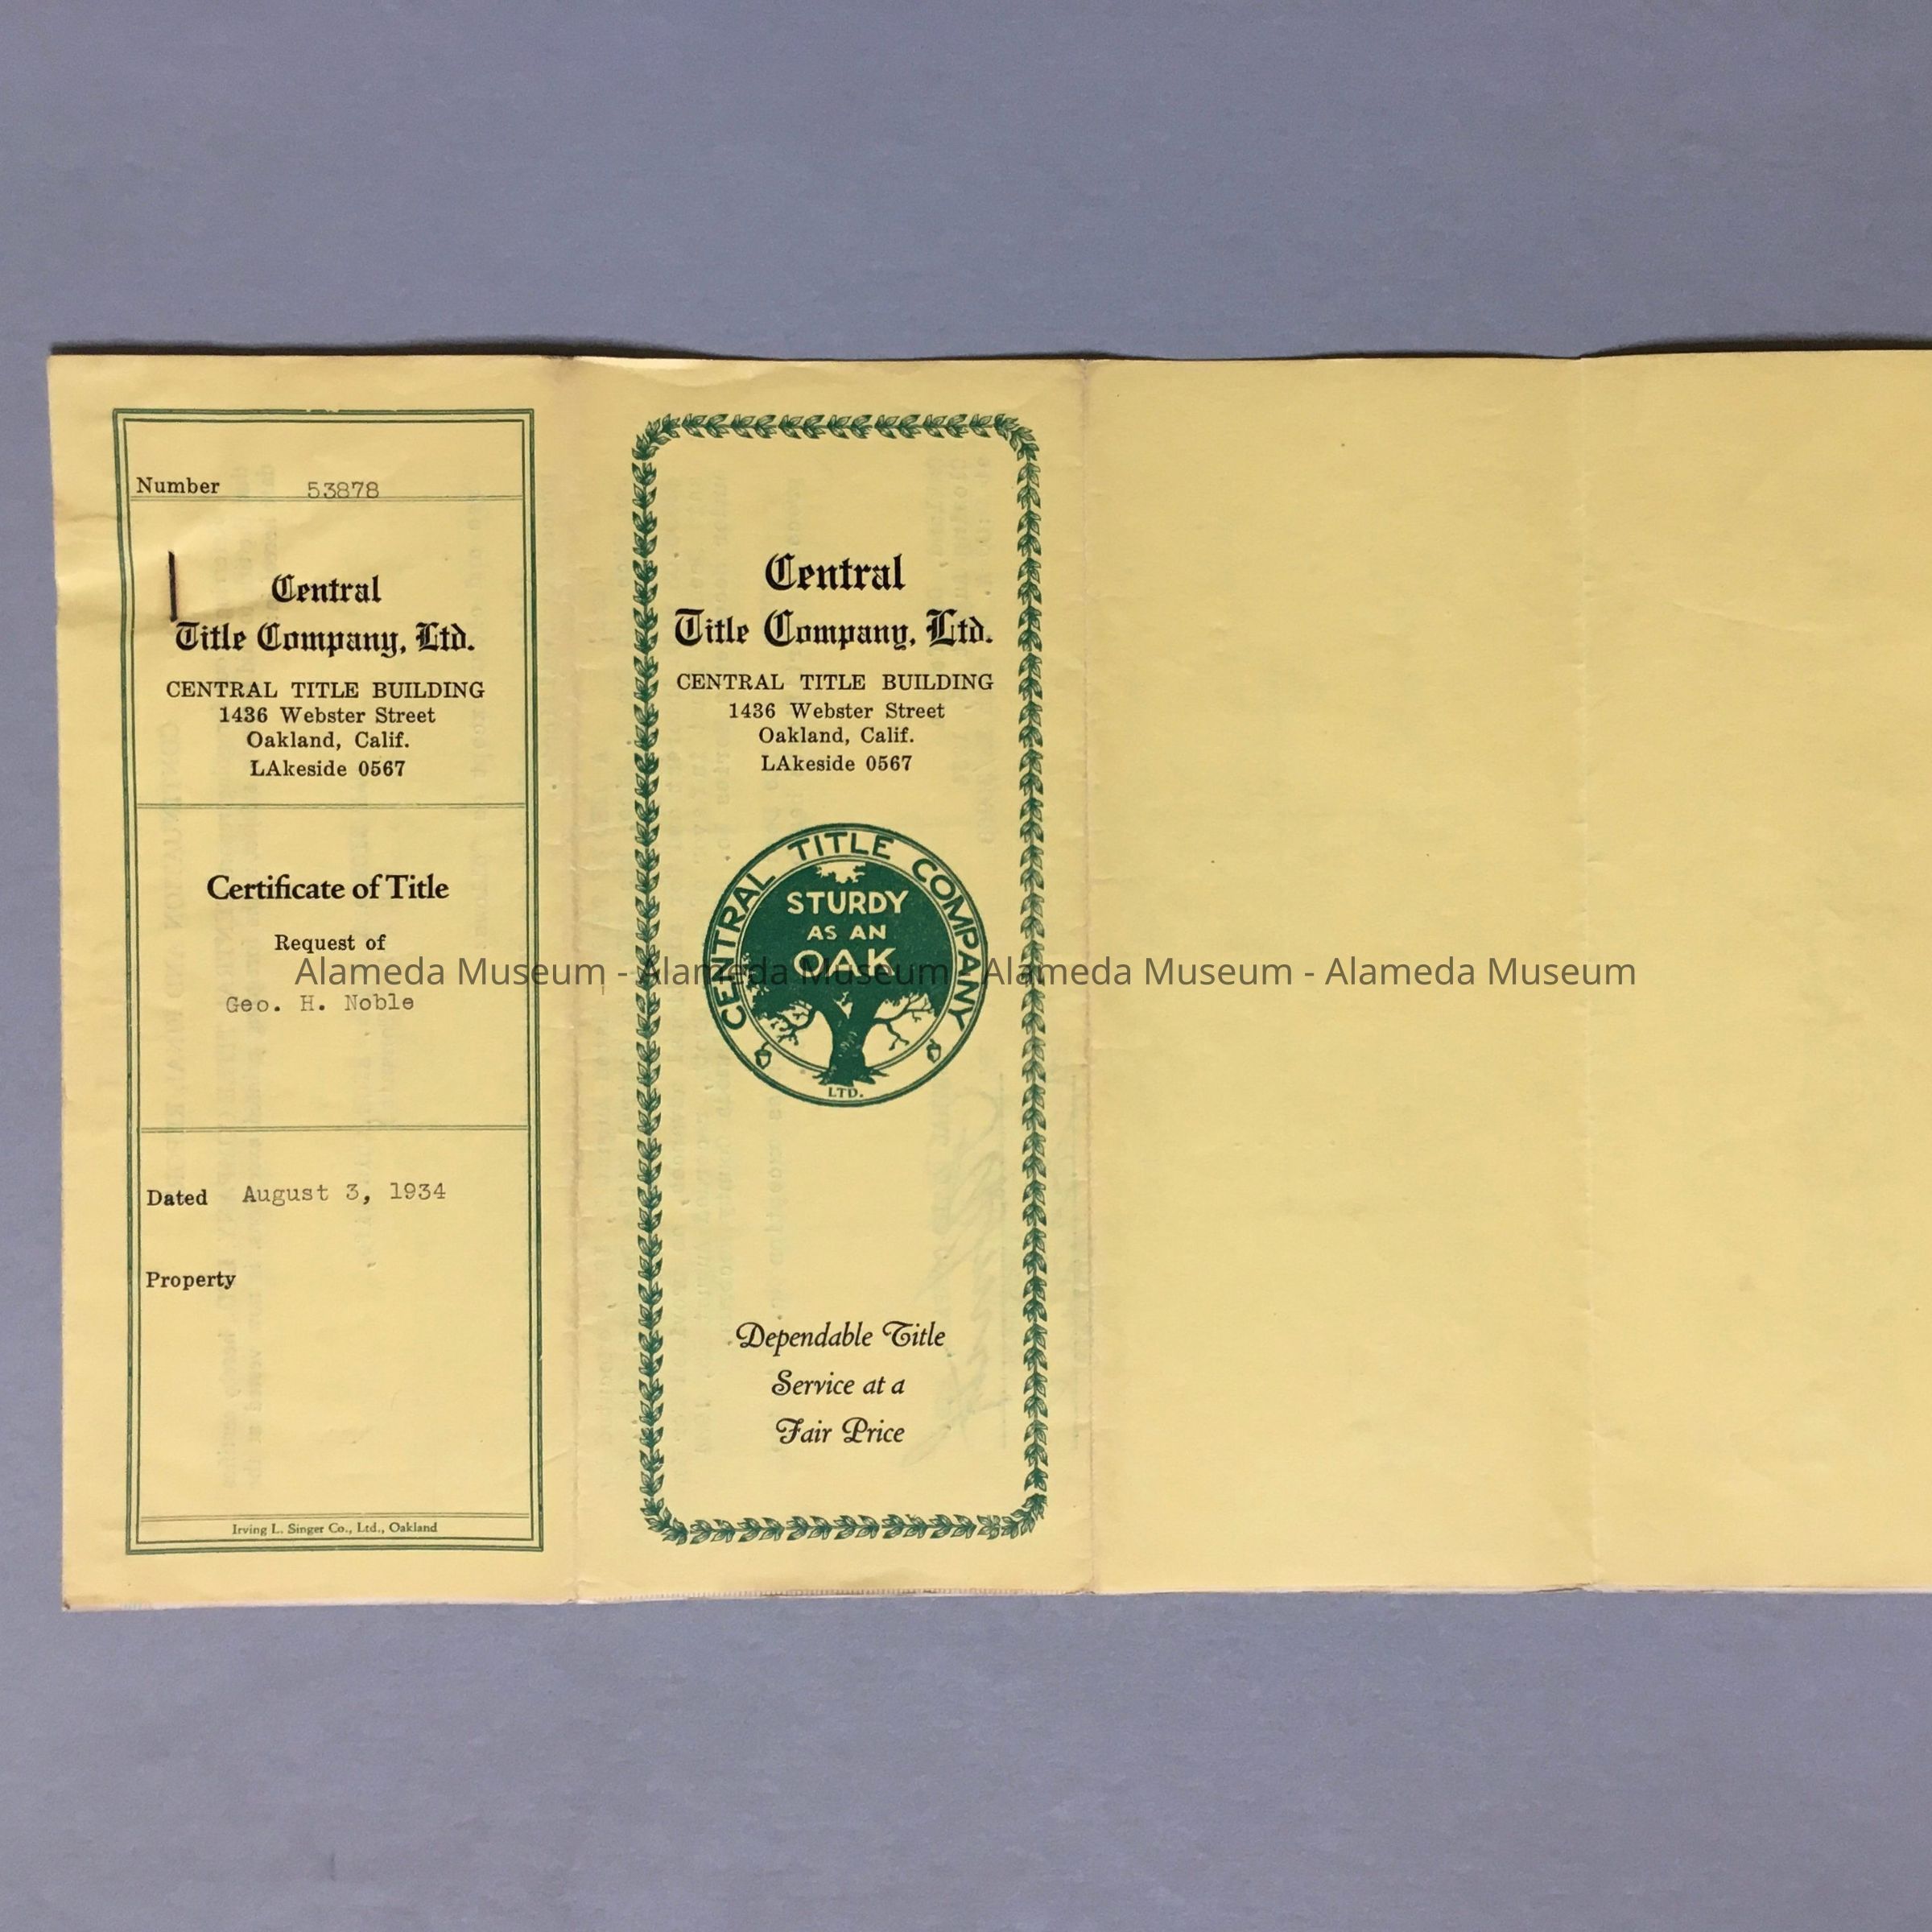 Number 53878
Central
Title Company, Ltd.
CENTRAL TITLE BUILDING
1436 Webster Street
Oakland, Calif.
LAkeside 0567
Certificate of Title
Request of
Geo. H. Noble
Dated August 3, 1934
Property
Irving L. Singer Co., Ltd., Oakland
Central
Title Company, Ltd.
CENTRAL TITLE BUILDING
1436 Webster Street
Oakland, Calif.
LAkeside 0567
CENTRAL TITLE COMPANY
STURDY
AS AN
OAK
LTD.
Dependable Title
Service at a
Fair Price
Alameda Museum - Alameda Museum - Alameda Museum - Alameda Museum